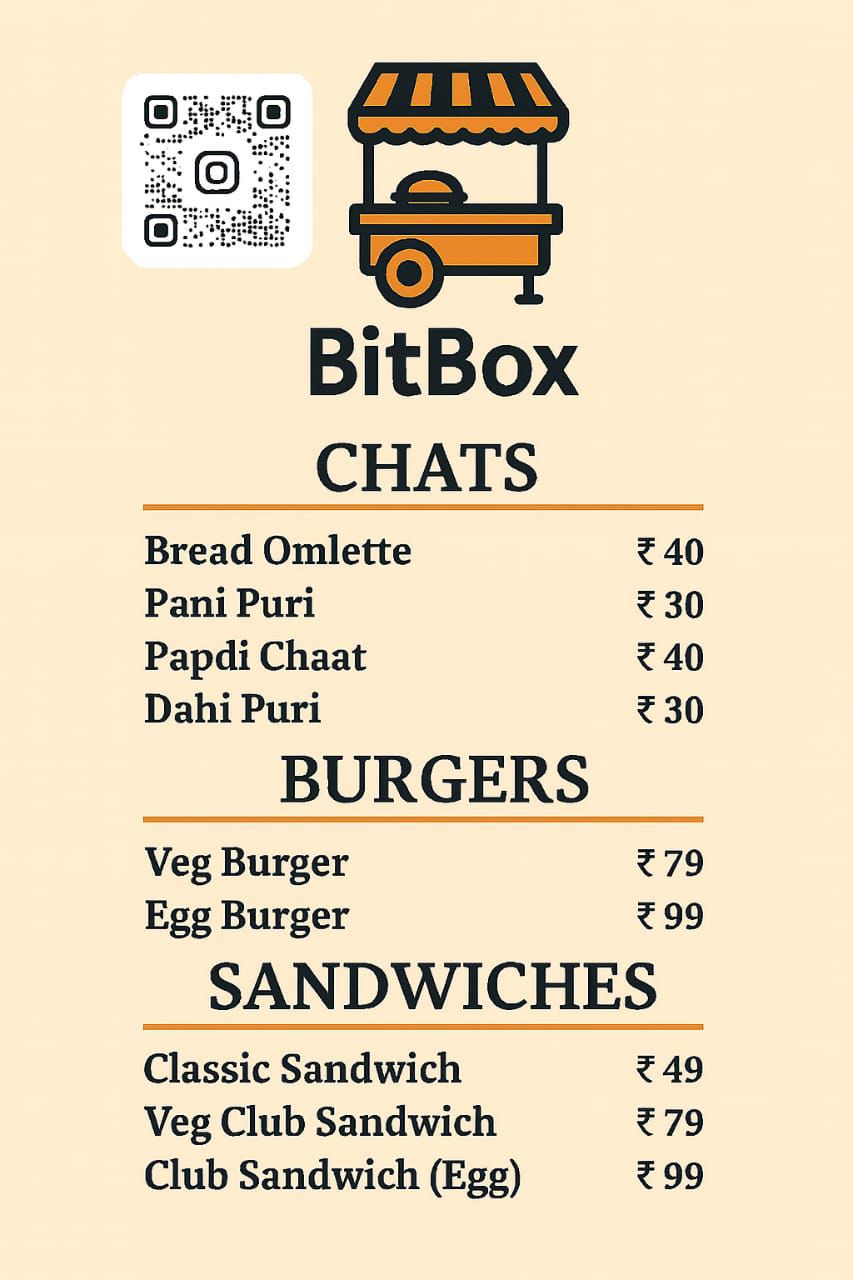 BitBox
CHATS
Bread Omlette ₹ 40
Pani Puri ₹ 30
Papdi Chaat ₹ 40
Dahi Puri ₹ 30
BURGERS
Veg Burger ₹ 79
Egg Burger ₹ 99
SANDWICHES
Classic Sandwich ₹ 49
Veg Club Sandwich ₹ 79
Club Sandwich (Egg) ₹ 99